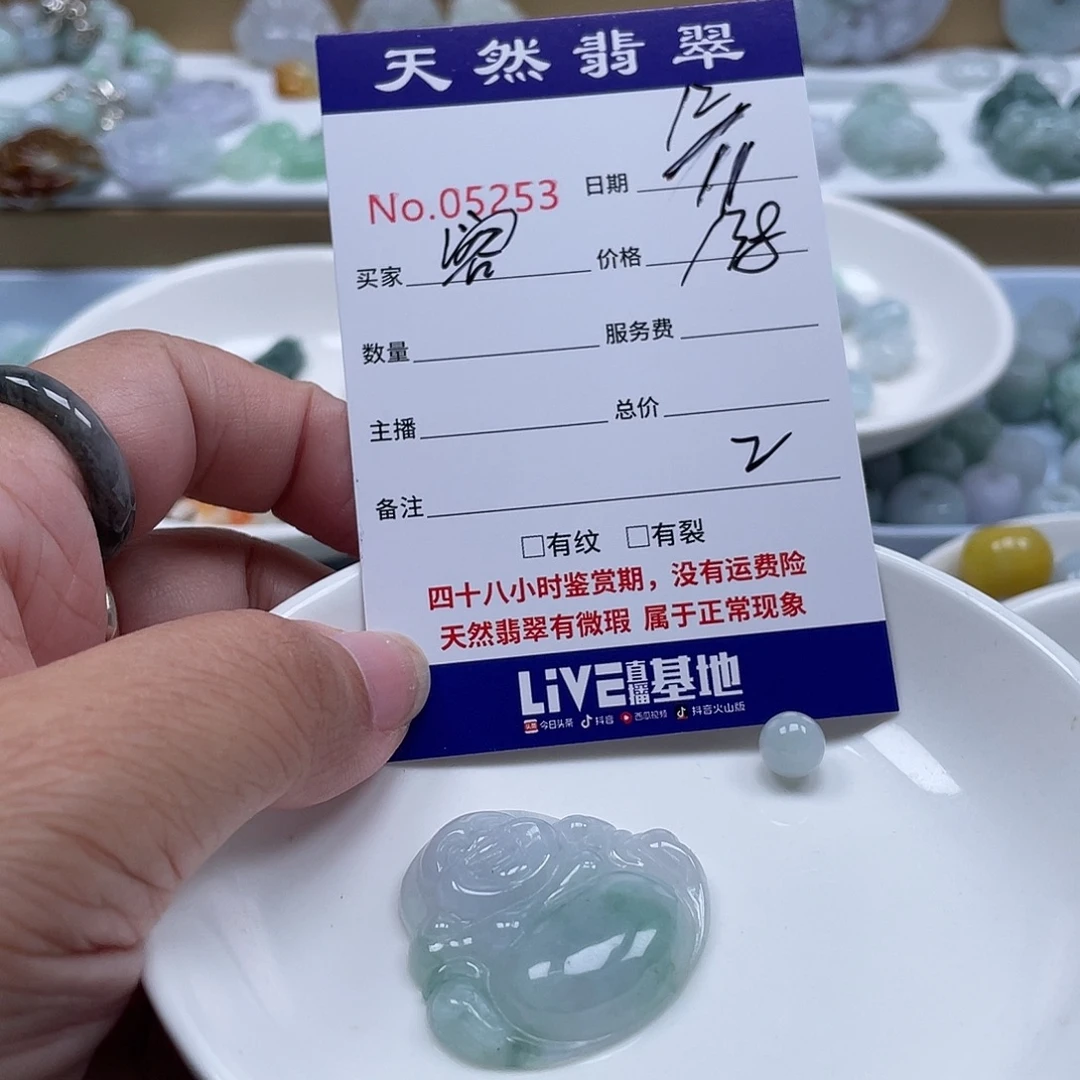 天然翡翠
No.05253 日期 12/11
买家 阁 价格
数量 服务费
主播 总价
备注 2
□有纹 □有裂
四十八小时鉴赏期，没有运费险
天然翡翠有微瑕 属于正常现象
LiVE直播基地
头条 今日头条 抖音 西瓜视频 抖音火山版